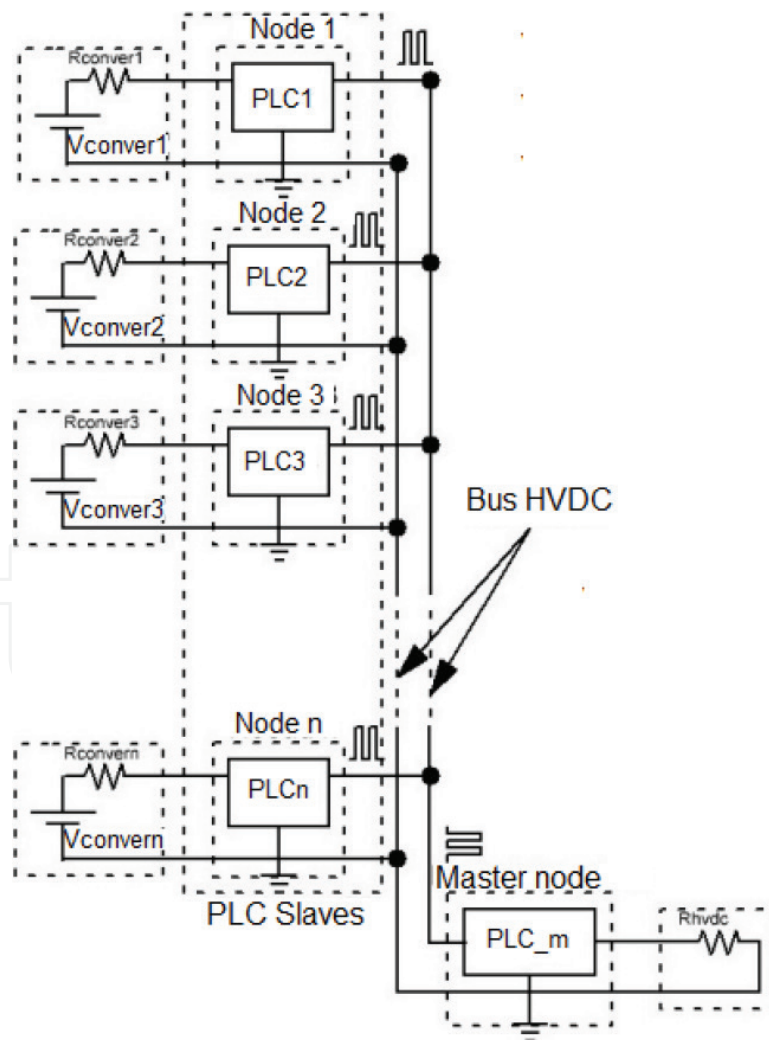 Node 1
Rconver1
PLC1
Vconver1
Node 2
Rconver2
PLC2
Vconver2
Node 3
Rconver3
PLC3
Vconver3
Bus HVDC
Node n
Rconvern
PLCn
Vconvern
PLC Slaves
Master node
PLC_m
Rhvdc